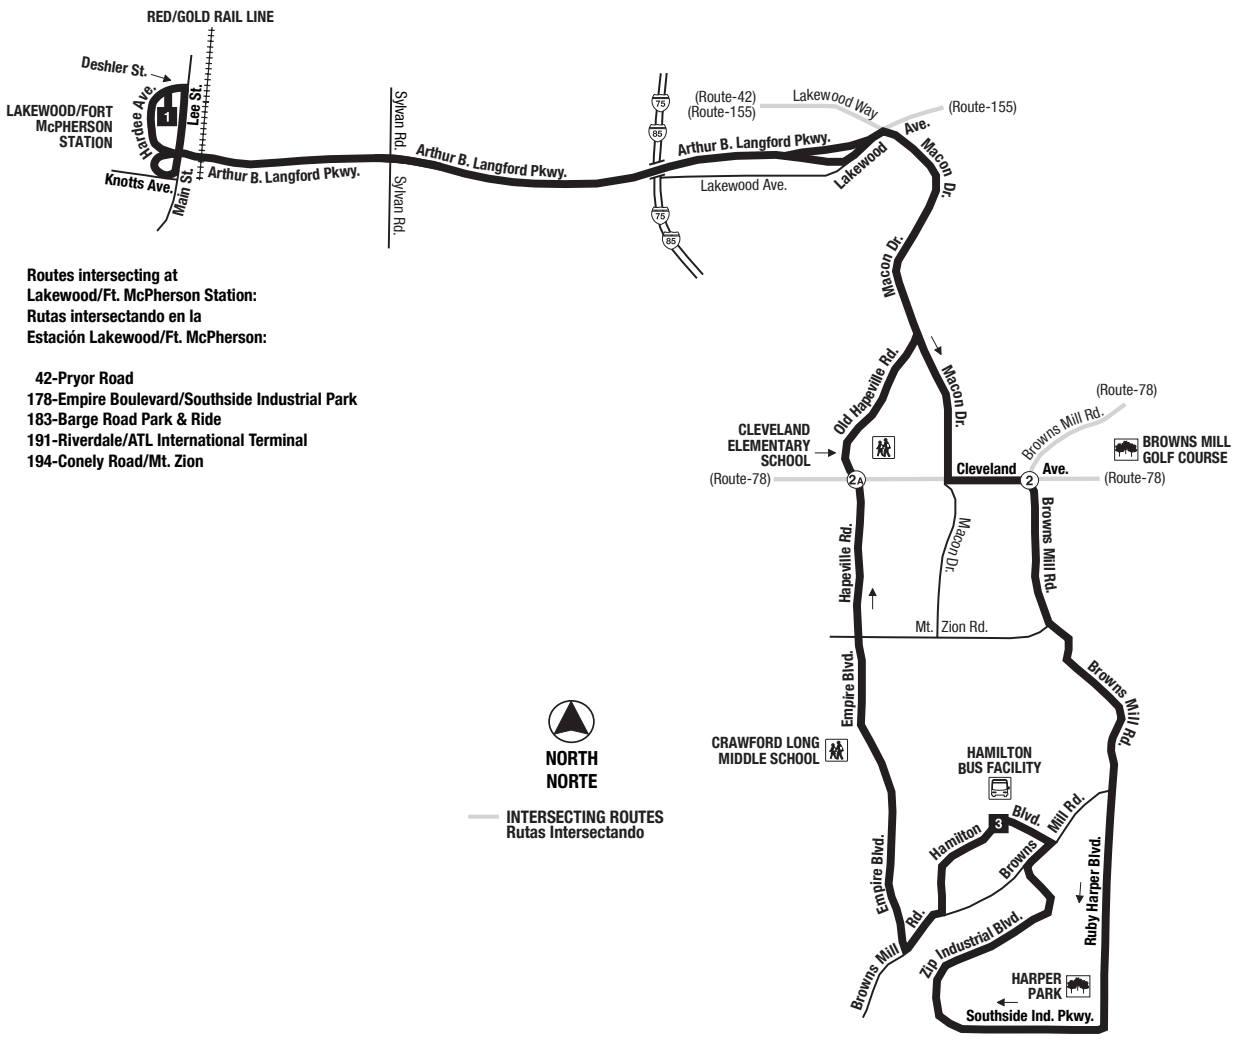 RED/GOLD RAIL LINE
Deshler St.
Hardee Ave.
Lee St.
1
LAKEWOOD/FORT
McPHERSON
STATION
Knotts Ave.
Main St.
Arthur B. Langford Pkwy.
Sylvan Rd.
Sylvan Rd.
Arthur B. Langford Pkwy.
75
85
75
85
Arthur B. Langford Pkwy.
Lakewood Ave.
(Route-42)
(Route-155)
Lakewood Way
(Route-155)
Lakewood
Ave.
Macon Dr.
Macon Dr.
Routes intersecting at
Lakewood/Ft. McPherson Station:
Rutas intersectando en la
Estación Lakewood/Ft. McPherson:
42-Pryor Road
178-Empire Boulevard/Southside Industrial Park
183-Barge Road Park & Ride
191-Riverdale/ATL International Terminal
194-Conely Road/Mt. Zion
Old Hapeville Rd.
Macon Dr.
CLEVELAND
ELEMENTARY
SCHOOL
(Route-78)
Browns Mill Rd.
BROWNS MILL
GOLF COURSE
(Route-78)
2A
Cleveland
2
Ave.
(Route-78)
Hapeville Rd.
Macon Dr.
Browns Mill Rd.
Mt. Zion Rd.
Empire Blvd.
Browns Mill Rd.
NORTH
NORTE
INTERSECTING ROUTES
Rutas Intersectando
CRAWFORD LONG
MIDDLE SCHOOL
HAMILTON
BUS FACILITY
3
Hamilton
Blvd.
Browns
Mill Rd.
Empire Blvd.
Ruby Harper Blvd.
Browns Mill
Rd.
Zip Industrial Blvd.
HARPER
PARK
Southside Ind. Pkwy.